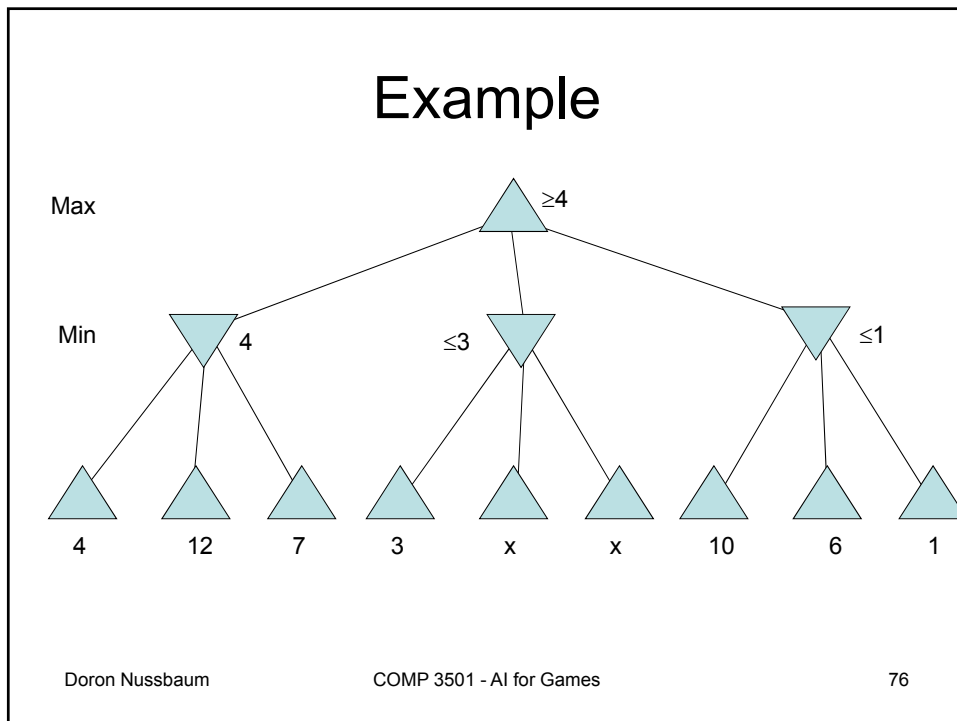 Example
Max ≥4
Min 4 ≤3 ≤1
4 12 7 3 x x 10 6 1
Doron Nussbaum COMP 3501 - AI for Games 76